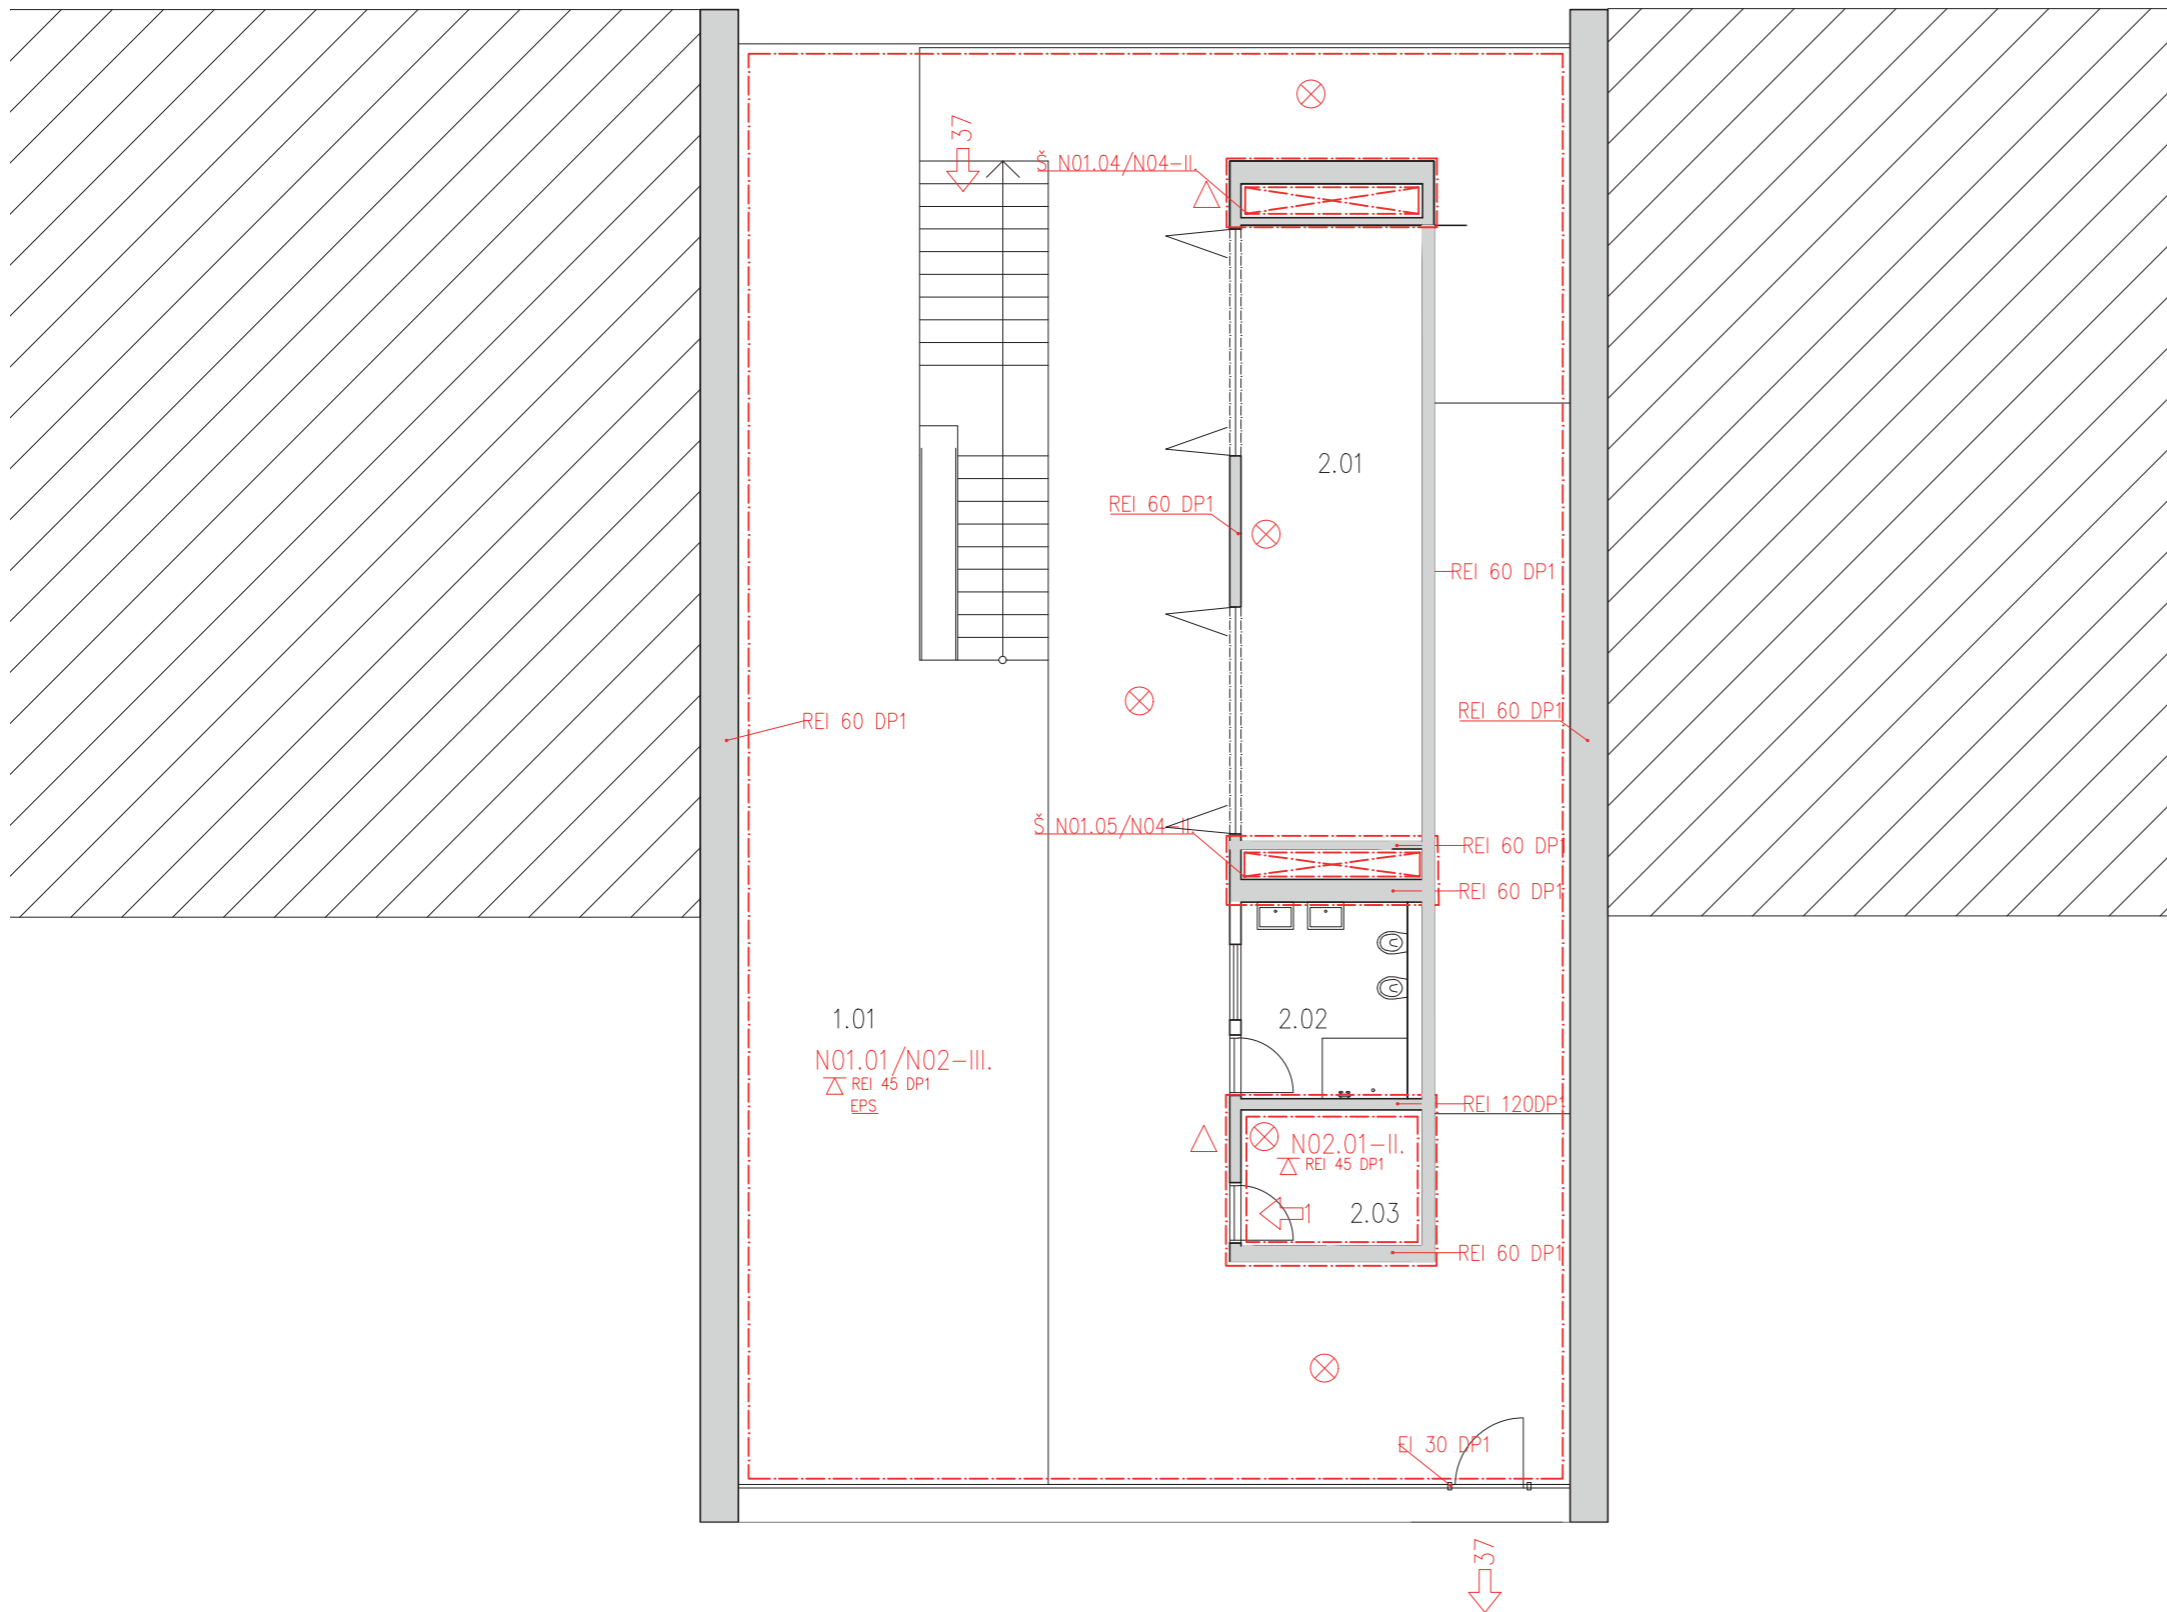 37
Š N01.04/N04-II.
2.01
REI 60 DP1
REI 60 DP1
REI 60 DP1
REI 60 DP1
Š N01.05/N04-II.
REI 60 DP1
REI 60 DP1
1.01
N01.01/N02-III.
REI 45 DP1
EPS
2.02
REI 120DP1
N02.01-II.
REI 45 DP1
1
2.03
REI 60 DP1
EI 30 DP1
37